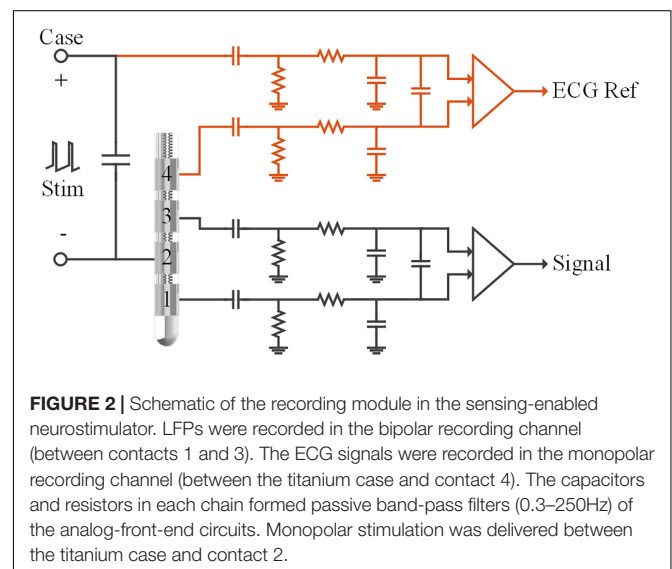 Case
+
ECG Ref
4
Stim
3
-
2
Signal
1
FIGURE 2 | Schematic of the recording module in the sensing-enabled
neurostimulator. LFPs were recorded in the bipolar recording channel
(between contacts 1 and 3). The ECG signals were recorded in the monopolar
recording channel (between the titanium case and contact 4). The capacitors
and resistors in each chain formed passive band-pass filters (0.3–250Hz) of
the analog-front-end circuits. Monopolar stimulation was delivered between
the titanium case and contact 2.